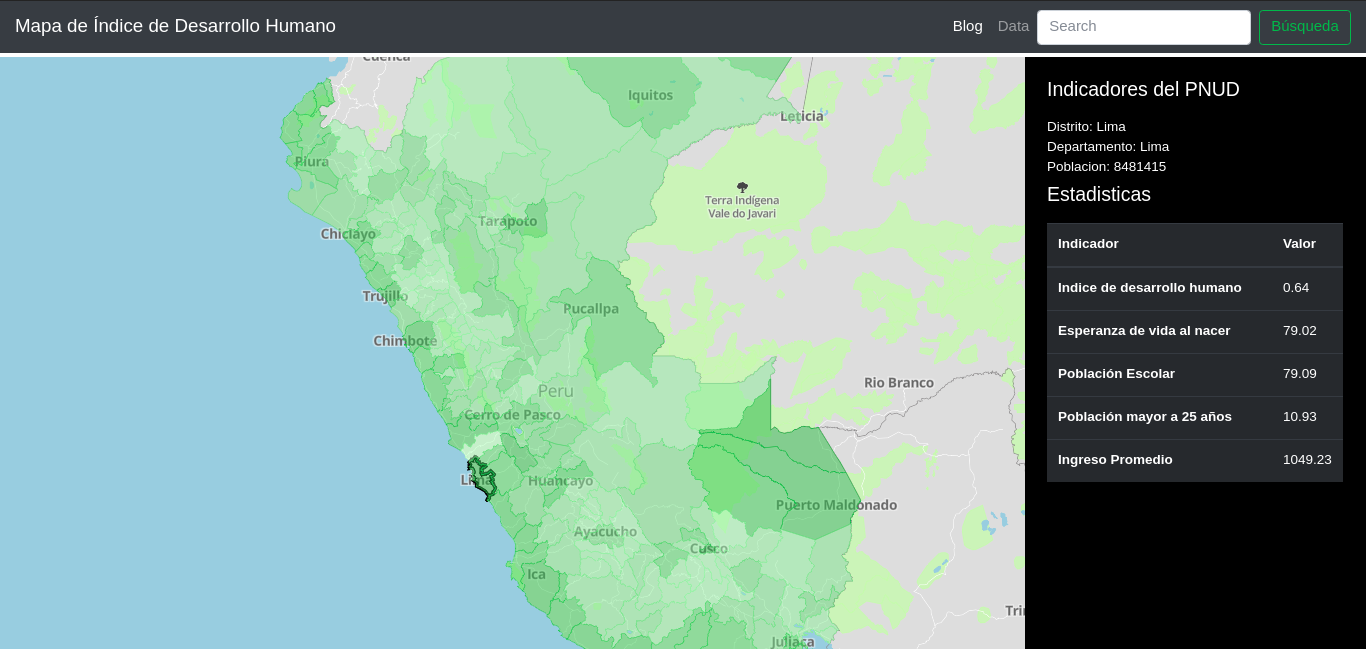 Mapa de Índice de Desarrollo Humano
Blog Data Search Búsqueda
Cuenca
Iquitos
Leticia
Piura
Terra Indígena
Vale do Javari
Tarapoto
Chiclayo
Trujillo
Pucallpa
Chimbote
Rio Branco
Peru
Cerro de Pasco
Lima
Huancayo
Puerto Maldonado
Ayacucho
Cusco
Ica
Juliaca
Indicadores del PNUD
Distrito: Lima
Departamento: Lima
Poblacion: 8481415
Estadisticas
Indicador Valor
Indice de desarrollo humano 0.64
Esperanza de vida al nacer 79.02
Población Escolar 79.09
Población mayor a 25 años 10.93
Ingreso Promedio 1049.23